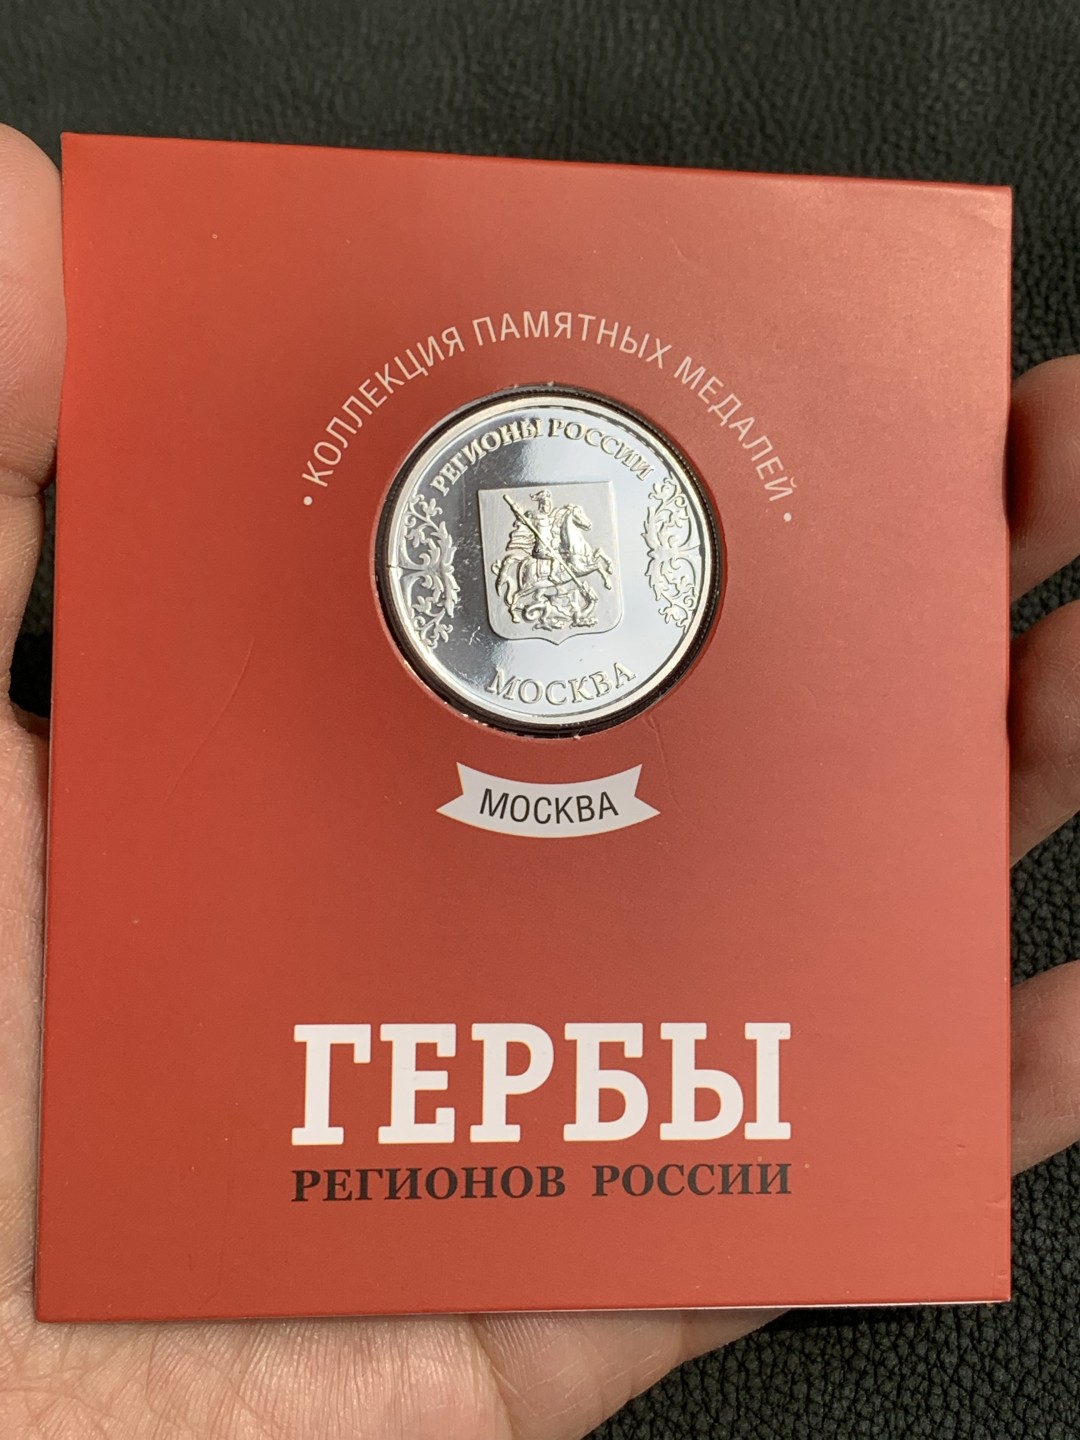 • КОЛЛЕКЦИЯ ПАМЯТНЫХ МЕДАЛЕЙ •
РЕГИОНЫ РОССИИ
МОСКВА
МОСКВА
ГЕРБЫ
РЕГИОНОВ РОССИИ